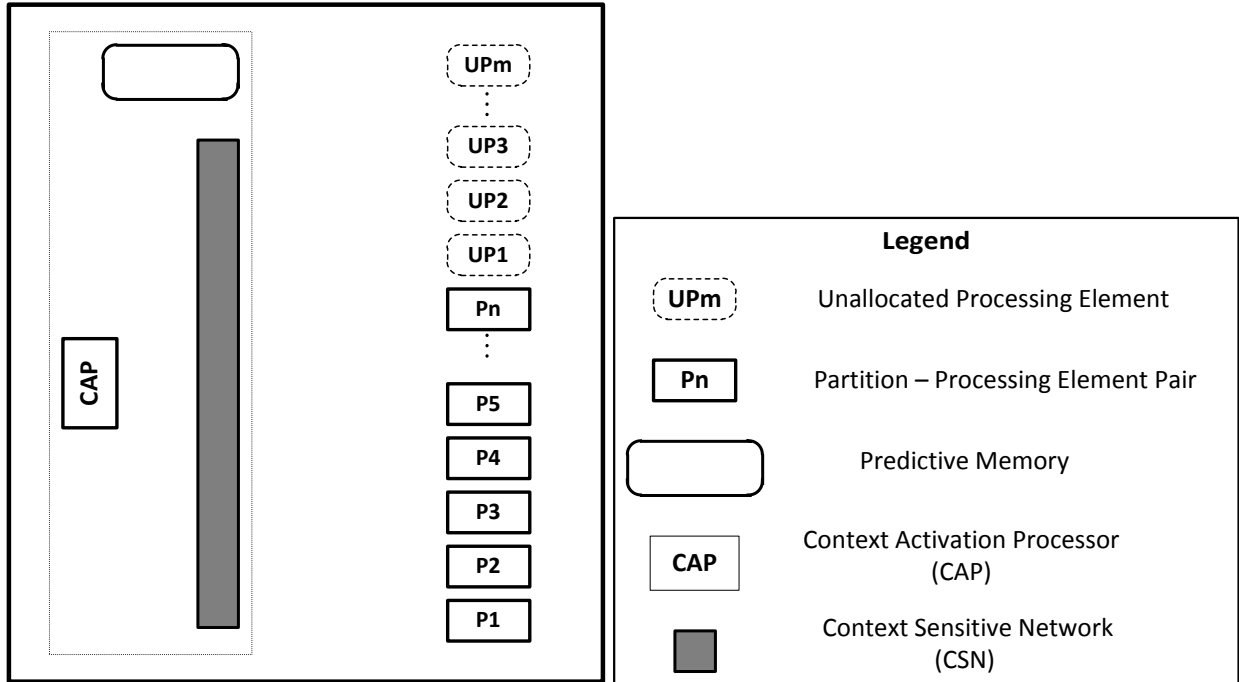 UPm
UP3
UP2
UP1
Pn
P5
P4
P3
P2
P1
CAP
Legend
UPm Unallocated Processing Element
Pn Partition – Processing Element Pair
Predictive Memory
CAP Context Activation Processor
(CAP)
Context Sensitive Network
(CSN)